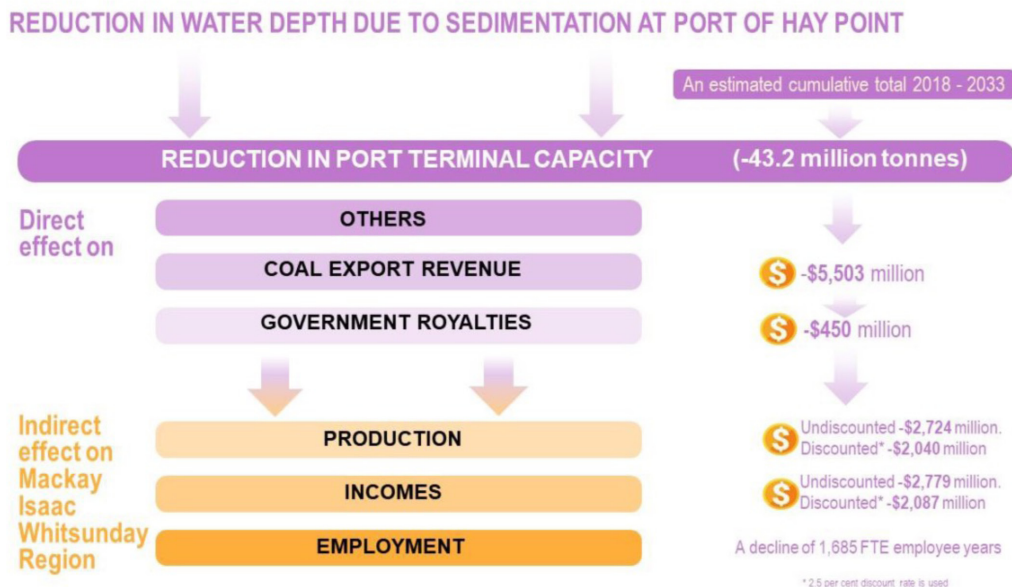 REDUCTION IN WATER DEPTH DUE TO SEDIMENTATION AT PORT OF HAY POINT
An estimated cumulative total 2018 - 2033
REDUCTION IN PORT TERMINAL CAPACITY (-43.2 million tonnes)
Direct
effect on
OTHERS
COAL EXPORT REVENUE
$ -$5,503 million
GOVERNMENT ROYALTIES
$ -$450 million
Indirect
effect on
Mackay
Isaac
Whitsunday
Region
PRODUCTION
$ Undiscounted -$2,724 million.
Discounted* -$2,040 million
INCOMES
$ Undiscounted -$2,779 million.
Discounted* -$2,087 million
EMPLOYMENT
A decline of 1,685 FTE employee years
* 2.5 per cent discount rate is used